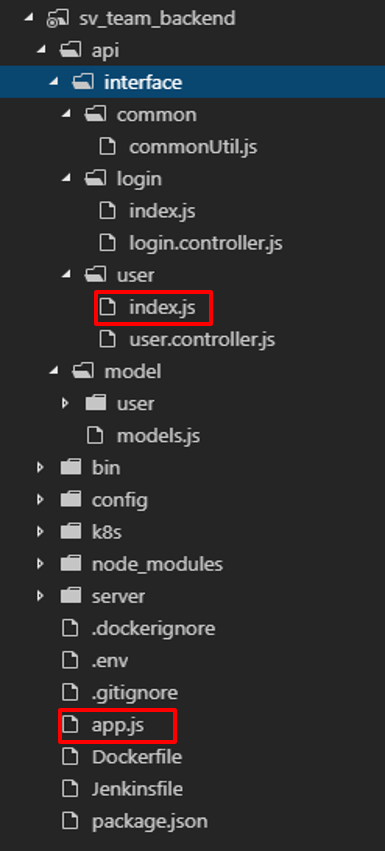 sv_team_backend
api
interface
common
commonUtil.js
login
index.js
login.controller.js
user
index.js
user.controller.js
model
user
models.js
bin
config
k8s
node_modules
server
.dockerignore
.env
.gitignore
app.js
Dockerfile
Jenkinsfile
package.json